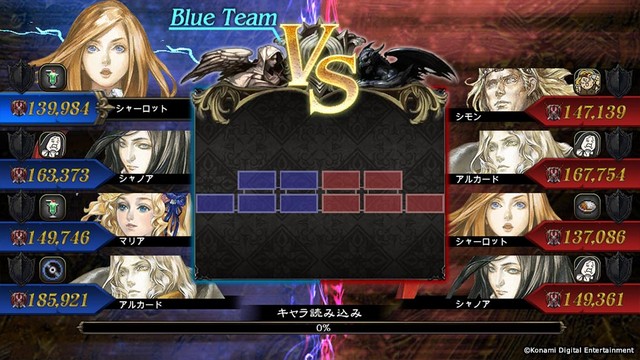 Blue Team
VS
139,984
シャーロット
163,373
シャノア
149,746
マリア
185,921
アルカード
シモン
147,139
アルカード
167,754
シャーロット
137,086
シャノア
149,361
キャラ読み込み
0%
©Konami Digital Entertainment